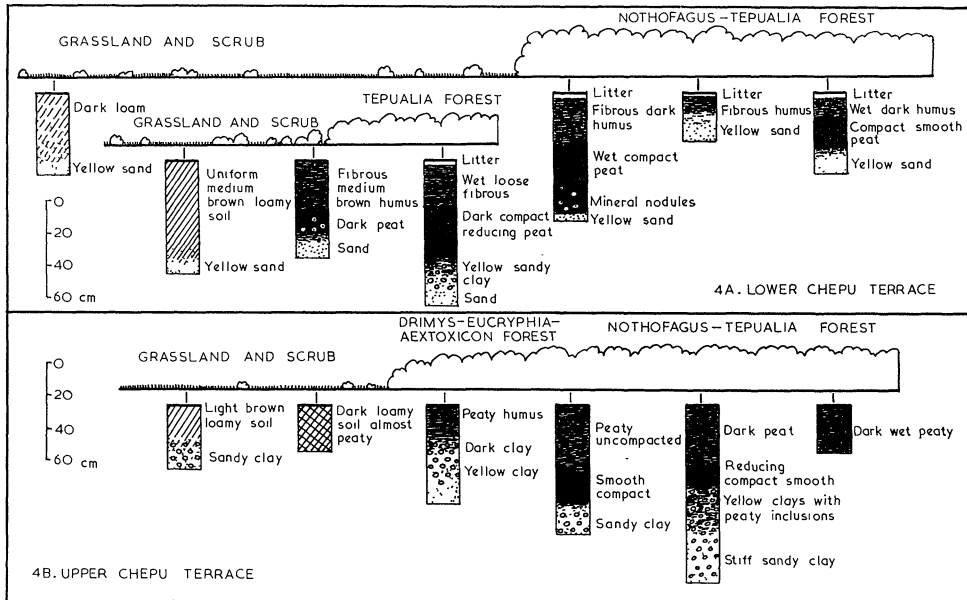 NOTHOFAGUS-TEPUALIA FOREST
GRASSLAND AND SCRUB
Dark loam
Yellow sand
TEPUALIA FOREST
GRASSLAND AND SCRUB
Litter
Fibrous dark
humus
Wet compact
peat
Mineral nodules
Yellow sand
Litter
Fibrous humus
Yellow sand
Litter
Wet dark humus
Compact smooth
peat
Yellow sand
Uniform
medium
brown loamy
soil
Yellow sand
Fibrous
medium
brown humus
Dark peat
Sand
Litter
Wet loose
fibrous
Dark compact
reducing peat
Yellow sandy
clay
Sand
0
20
40
60 cm
4A. LOWER CHEPU TERRACE
DRIMYS-EUCRYPHIA-
AEXTOXICON FOREST
NOTHOFAGUS-TEPUALIA FOREST
GRASSLAND AND SCRUB
0
20
40
60 cm
Light brown
loamy soil
Sandy clay
Dark loamy
soil almost
peaty
Peaty humus
Dark clay
Yellow clay
Peaty
uncompacted
Smooth
compact
Sandy clay
Dark peat
Reducing
compact smooth
Yellow clays with
peaty inclusions
Stiff sandy clay
Dark wet peaty
4B. UPPER CHEPU TERRACE